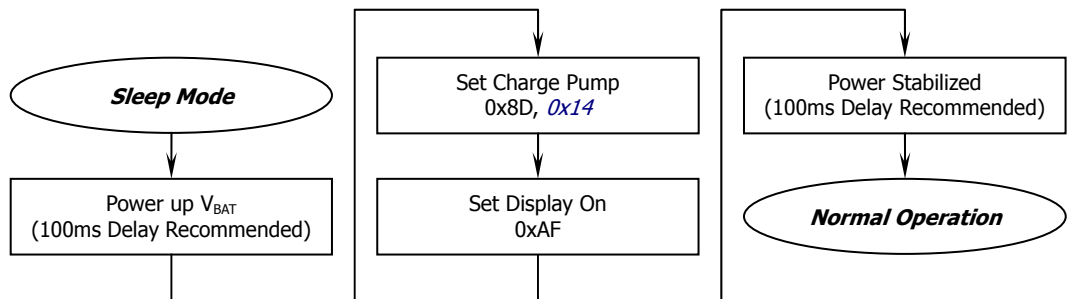 Sleep Mode
Power up VBAT
(100ms Delay Recommended)
Set Charge Pump
0x8D, 0x14
Set Display On
0xAF
Power Stabilized
(100ms Delay Recommended)
Normal Operation